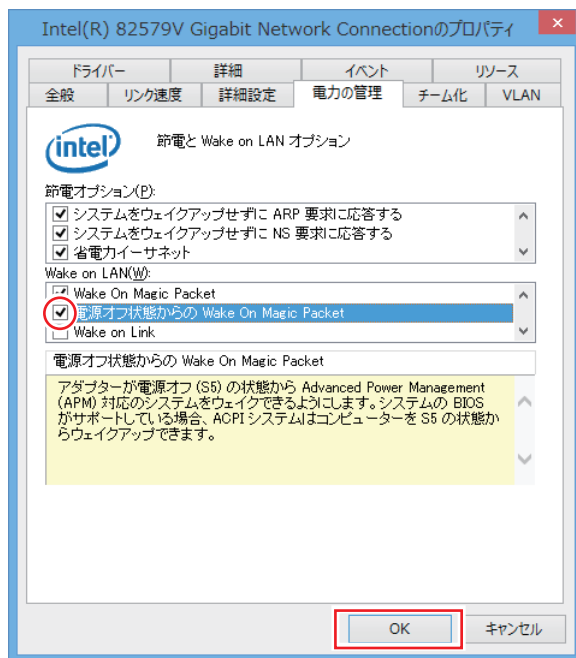 Intel(R) 82579V Gigabit Network Connectionのプロパティ
ドライバー 詳細 イベント リソース
全般 リンク速度 詳細設定 電力の管理 チーム化 VLAN
intel 節電と Wake on LAN オプション
節電オプション(P):
システムをウェイクアップせずに ARP 要求に応答する
システムをウェイクアップせずに NS 要求に応答する
省電力イーサネット
Wake on LAN(W):
Wake On Magic Packet
電源オフ状態からの Wake On Magic Packet
Wake on Link
電源オフ状態からの Wake On Magic Packet
アダプターが電源オフ (S5) の状態から Advanced Power Management
(APM) 対応のシステムをウェイクできるようにします。システムの BIOS
がサポートしている場合、ACPI システムはコンピューターを S5 の状態か
らウェイクアップできます。
OK キャンセル